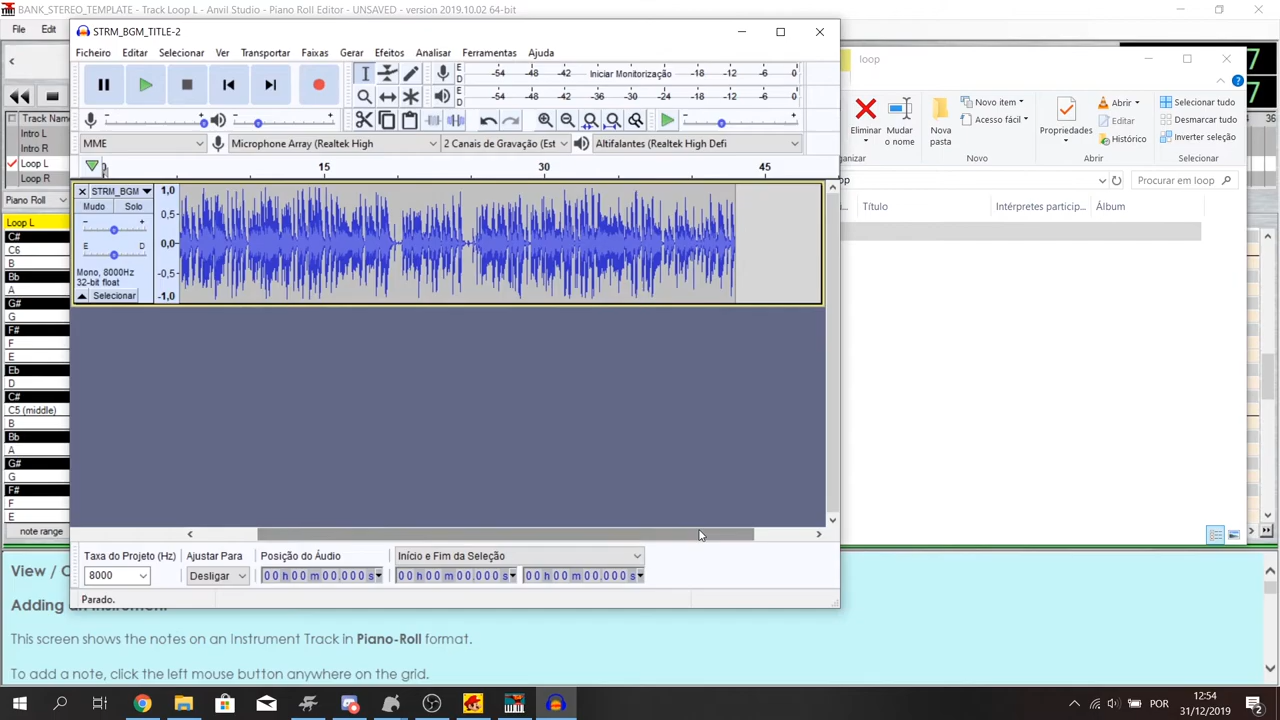 BANK_STEREO_TEMPLATE - Track Loop L - Anvil Studio - Piano Roll Editor - UNSAVED - version 2019.10.02 64-bit
File Edit
STRM_BGM_TITLE-2
Ficheiro Editar Selecionar Ver Transportar Faixas Gerar Efeitos Analisar Ferramentas Ajuda
E D -54 -48 -42 Iniciar Monitorização -18 -12 -6 0
E D -54 -48 -42 -36 -30 -24 -18 -12 -6 0
MME Microphone Array (Realtek High 2 Canais de Gravação (Est Altifalantes (Realtek High Defi)
15 30 45
STRM_BGM
Mudo Solo
- +
E D
Mono, 8000Hz
32-bit float
Selecionar
1,0
0,5
0,0
-0,5
-1,0
Taxa do Projeto (Hz) Ajustar Para Posição do Áudio Início e Fim da Seleção
8000 Desligar 00 h 00 m 00.000 s 00 h 00 m 00.000 s 00 h 00 m 00.000 s
Parado.
Track Name
Intro L
Intro R
Loop L
Loop R
Piano Roll
Loop L
C#
C6
B
Bb
A
G#
G
F#
F
E
Eb
D
C#
C5 (middle)
B
Bb
A
G#
G
F#
F
E
note range
loop
Eliminar
Mudar o nome
Nova pasta
Novo item
Acesso fácil
Propriedades
Abrir
Editar
Histórico
Selecionar tudo
Desmarcar tudo
Inverter seleção
Novo Abrir Selecionar
Procurar em loop
Título Intérpretes particip... Álbum
7
7
36
View / C
Adding an Instrument
This screen shows the notes on an Instrument Track in Piano-Roll format.
To add a note, click the left mouse button anywhere on the grid.
POR
12:54
31/12/2019
2